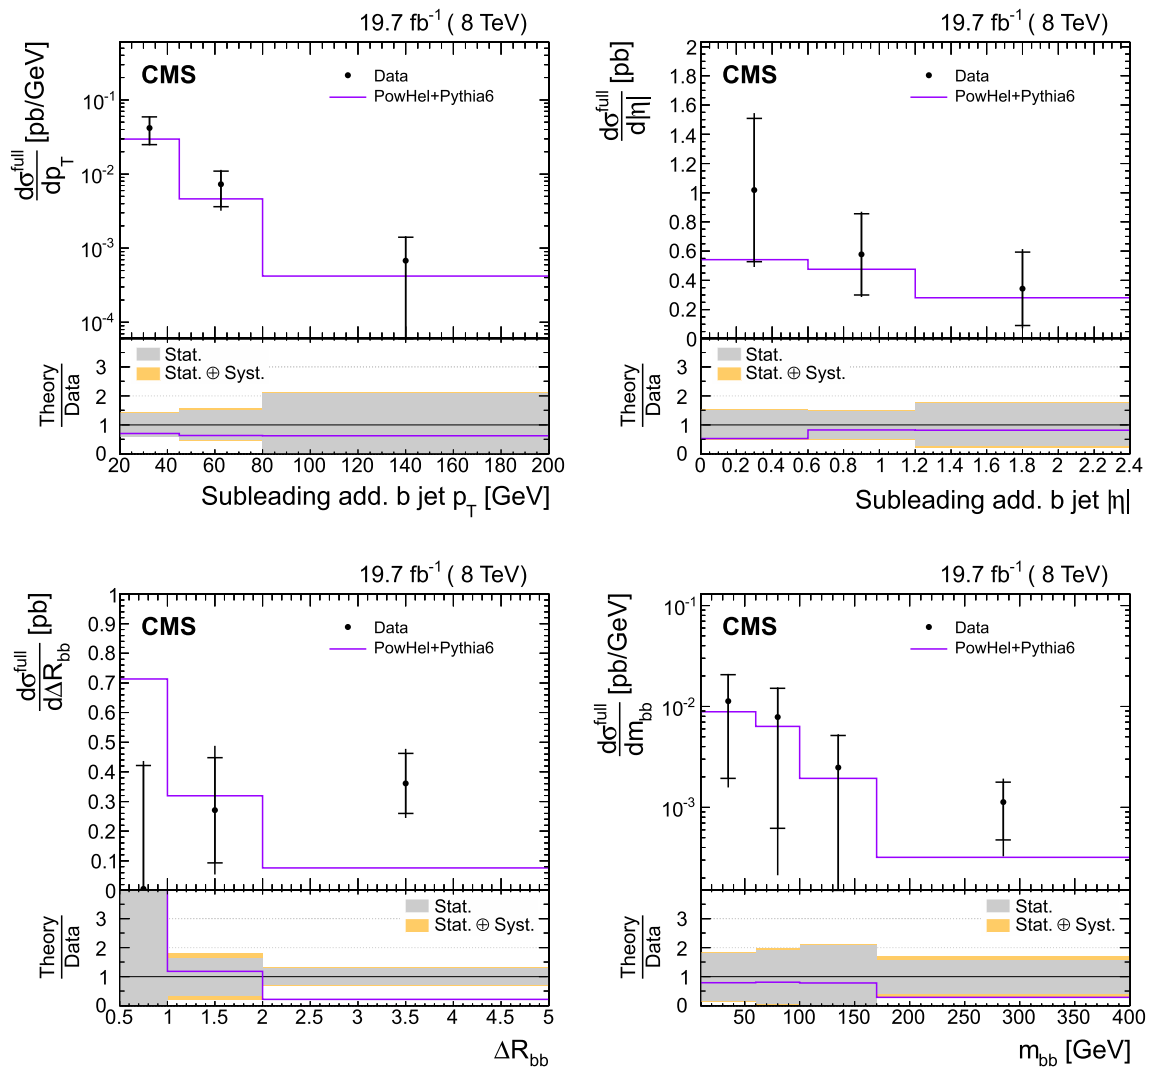 19.7 fb⁻¹ ( 8 TeV)
CMS
Data
PowHel+Pythia6
dσ^full/dp_T [pb/GeV]
10⁻¹
10⁻²
10⁻³
10⁻⁴
Stat.
Stat. ⊕ Syst.
Theory/Data
3
2
1
0
20 40 60 80 100 120 140 160 180 200
Subleading add. b jet p_T [GeV]
19.7 fb⁻¹ ( 8 TeV)
CMS
Data
PowHel+Pythia6
dσ^full/d|η| [pb]
2
1.8
1.6
1.4
1.2
1
0.8
0.6
0.4
0.2
0
Stat.
Stat. ⊕ Syst.
Theory/Data
3
2
1
0
0 0.2 0.4 0.6 0.8 1 1.2 1.4 1.6 1.8 2 2.2 2.4
Subleading add. b jet |η|
19.7 fb⁻¹ ( 8 TeV)
CMS
Data
PowHel+Pythia6
dσ^full/dΔR_bb [pb]
1
0.9
0.8
0.7
0.6
0.5
0.4
0.3
0.2
0.1
0
Stat.
Stat. ⊕ Syst.
Theory/Data
3
2
1
0
0.5 1 1.5 2 2.5 3 3.5 4 4.5 5
ΔR_bb
19.7 fb⁻¹ ( 8 TeV)
CMS
Data
PowHel+Pythia6
dσ^full/dm_bb [pb/GeV]
10⁻¹
10⁻²
10⁻³
Stat.
Stat. ⊕ Syst.
Theory/Data
3
2
1
0
50 100 150 200 250 300 350 400
m_bb [GeV]